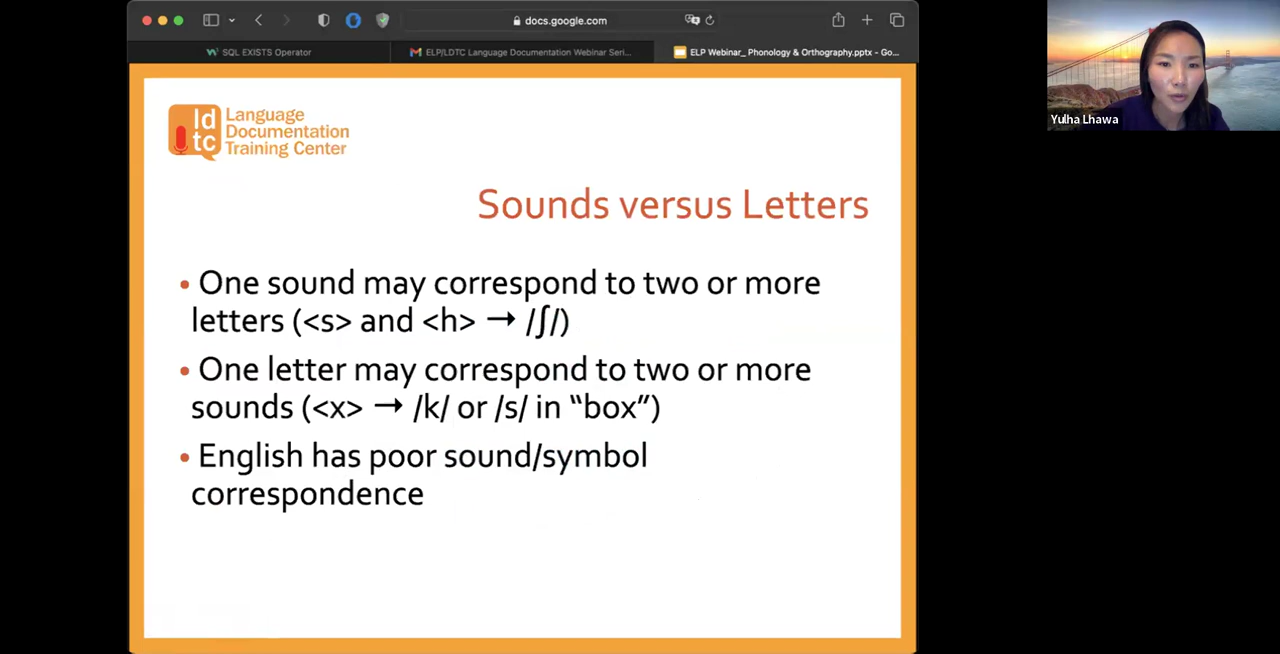 docs.google.com
SQL EXISTS Operator
ELP/LDTC Language Documentation Webinar Seri...
ELP Webinar_ Phonology & Orthography.pptx - Go...
ld
tc
Language
Documentation
Training Center
Sounds versus Letters
• One sound may correspond to two or more
letters (<s> and <h> → /ʃ/)
• One letter may correspond to two or more
sounds (<x> → /k/ or /s/ in “box”)
• English has poor sound/symbol
correspondence
Yulha Lhawa